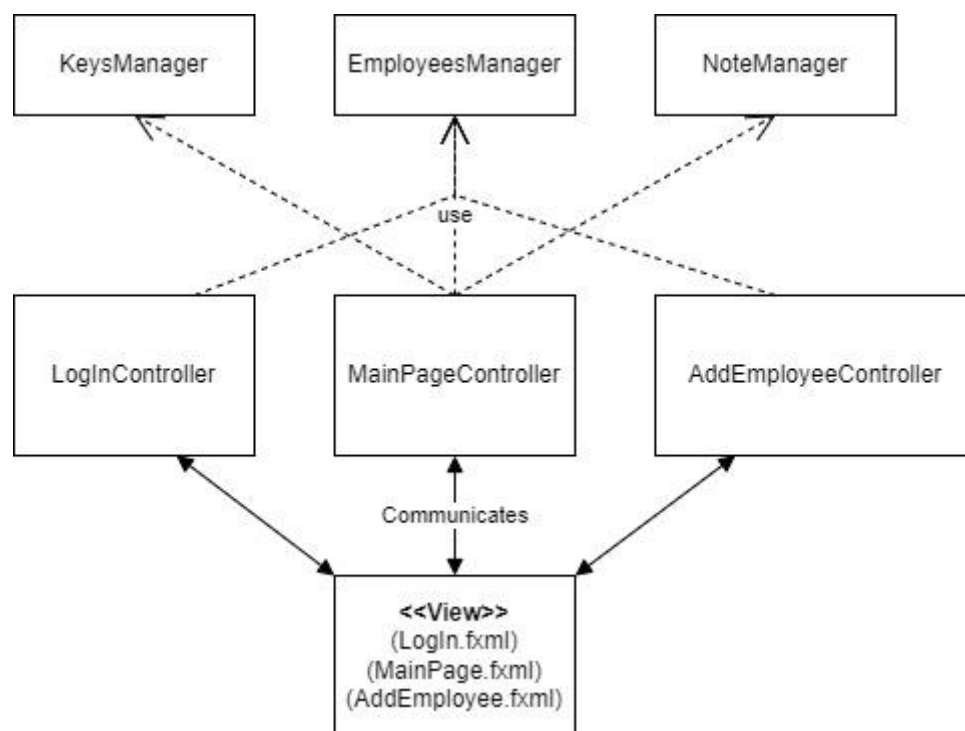 KeysManager
EmployeesManager
NoteManager
use
LogInController
MainPageController
AddEmployeeController
Communicates
<<View>>
(LogIn.fxml)
(MainPage.fxml)
(AddEmployee.fxml)